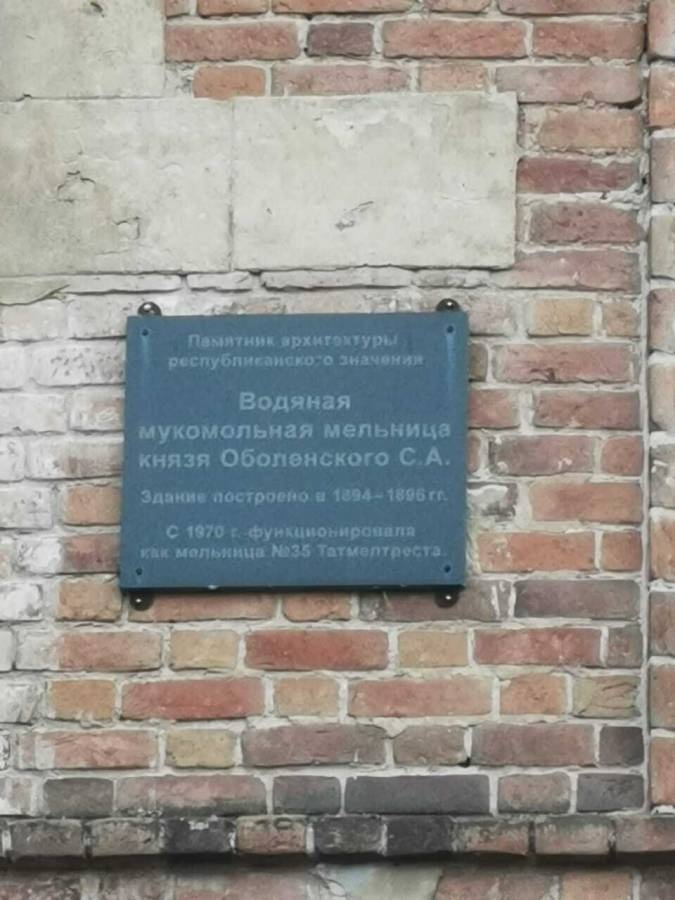 Памятник архитектуры
республиканского значения
Водяная
мукомольная мельница
князя Оболенского С.А.
Здание построено в 1894-1896 гг.
С 1970 г. функционировала
как мельница №35 Татмелтреста.